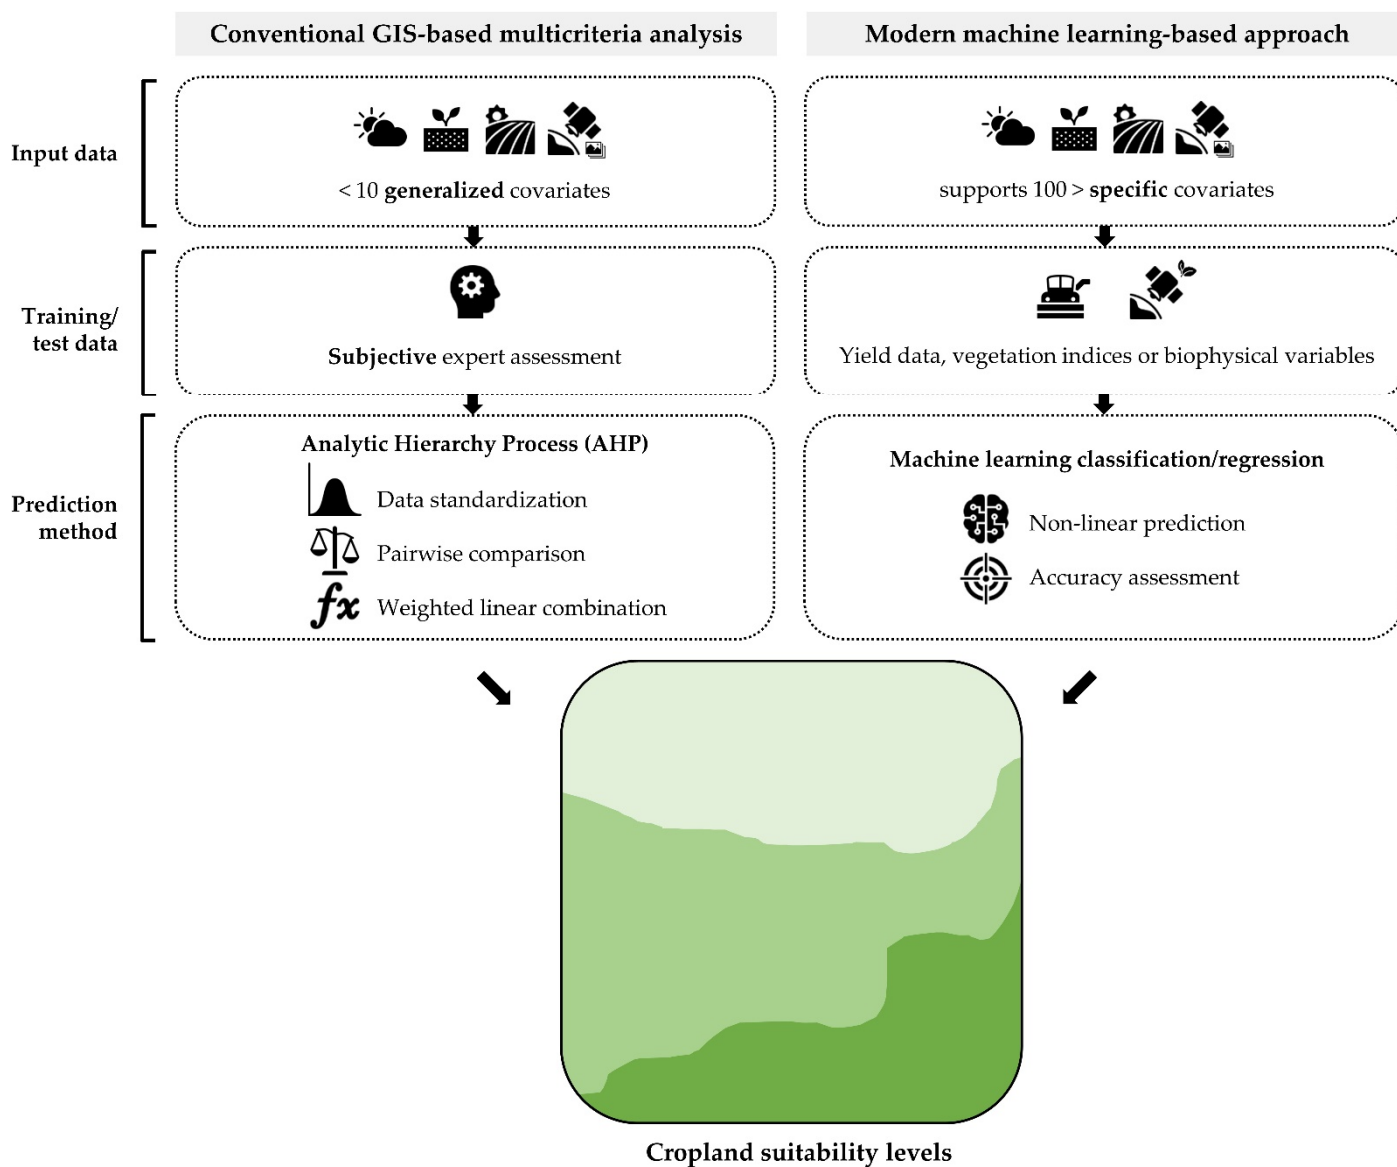 Conventional GIS-based multicriteria analysis
Modern machine learning-based approach
Input data
< 10 generalized covariates
supports 100 > specific covariates
Training/
test data
Subjective expert assessment
Yield data, vegetation indices or biophysical variables
Prediction
method
Analytic Hierarchy Process (AHP)
Data standardization
Pairwise comparison
fx Weighted linear combination
Machine learning classification/regression
Non-linear prediction
Accuracy assessment
Cropland suitability levels